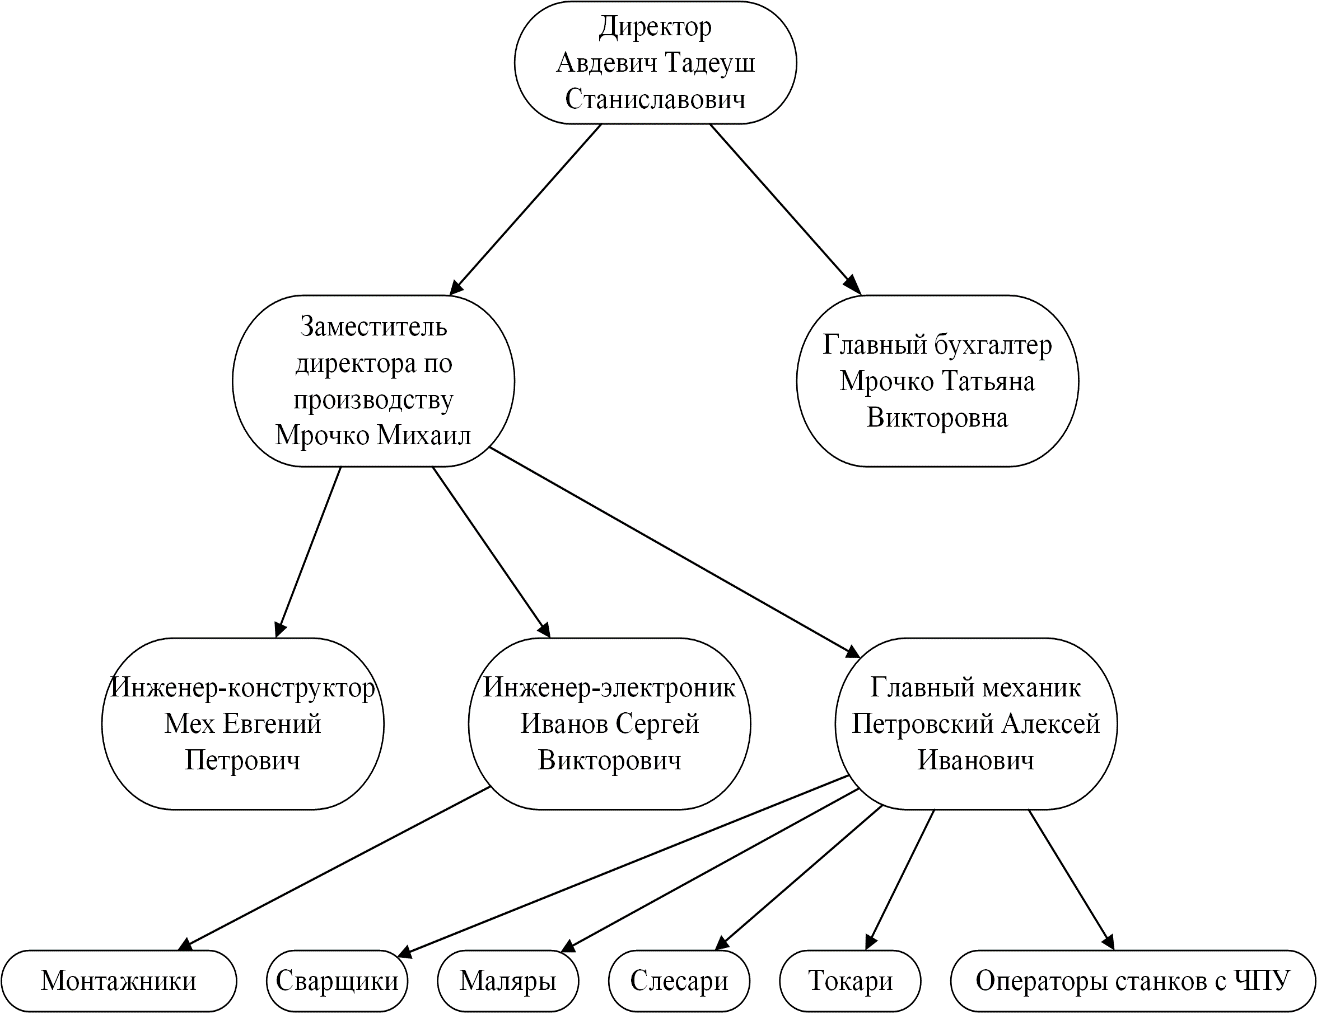 Директор
Авдевич Тадеуш
Станиславович
Заместитель
директора по
производству
Мрочко Михаил
Главный бухгалтер
Мрочко Татьяна
Викторовна
Инженер-конструктор
Мех Евгений
Петрович
Инженер-электроник
Иванов Сергей
Викторович
Главный механик
Петровский Алексей
Иванович
Монтажники
Сварщики
Маляры
Слесари
Токари
Операторы станков с ЧПУ